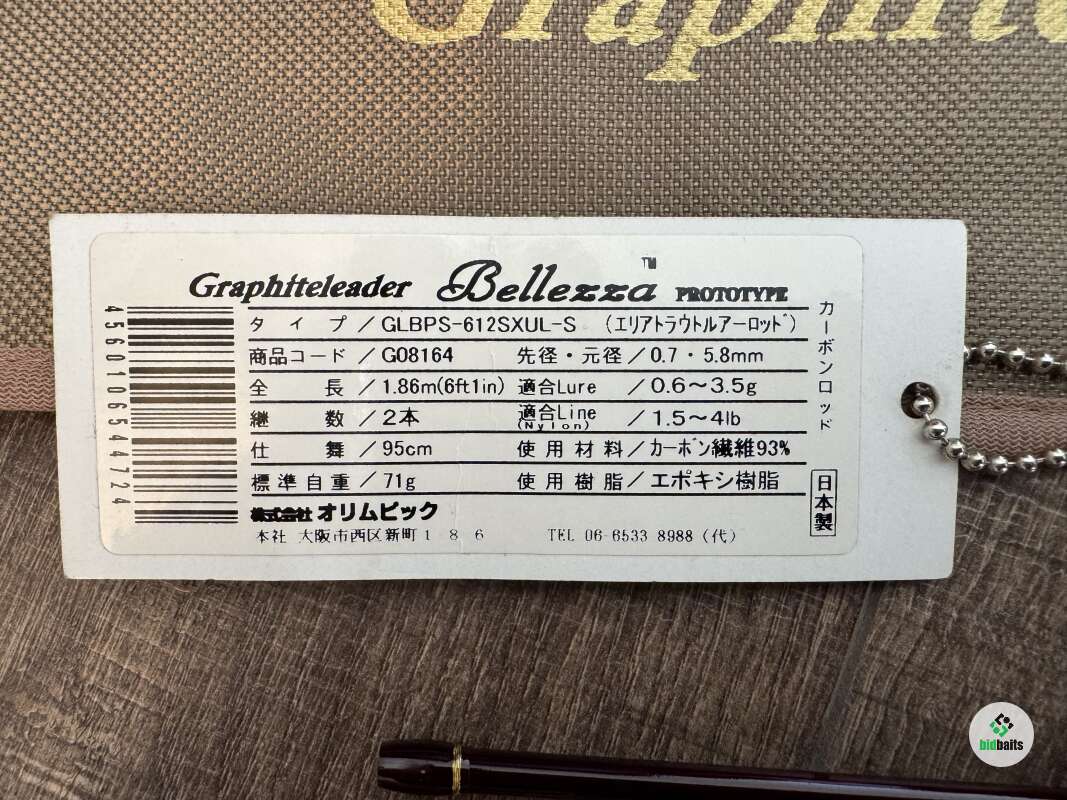 Graphite
Graphiteleader Bellezza™ PROTOTYPE
タイプ/GLBPS-612SXUL-S (エリアトラウトルアーロッド)
商品コード/G08164 先径・元径/0.7・5.8mm
全長/1.86m(6ft1in) 適合Lure/0.6~3.5g
継数/2本 適合Line(Nylon)/1.5~4lb
仕舞/95cm 使用材料/カーボン繊維93%
標準自重/71g 使用樹脂/エポキシ樹脂
株式会社オリムピック
本社 大阪市西区新町186 TEL 06-6533 8988(代)
4560106544724
カーボンロッド
日本製
bidbaits